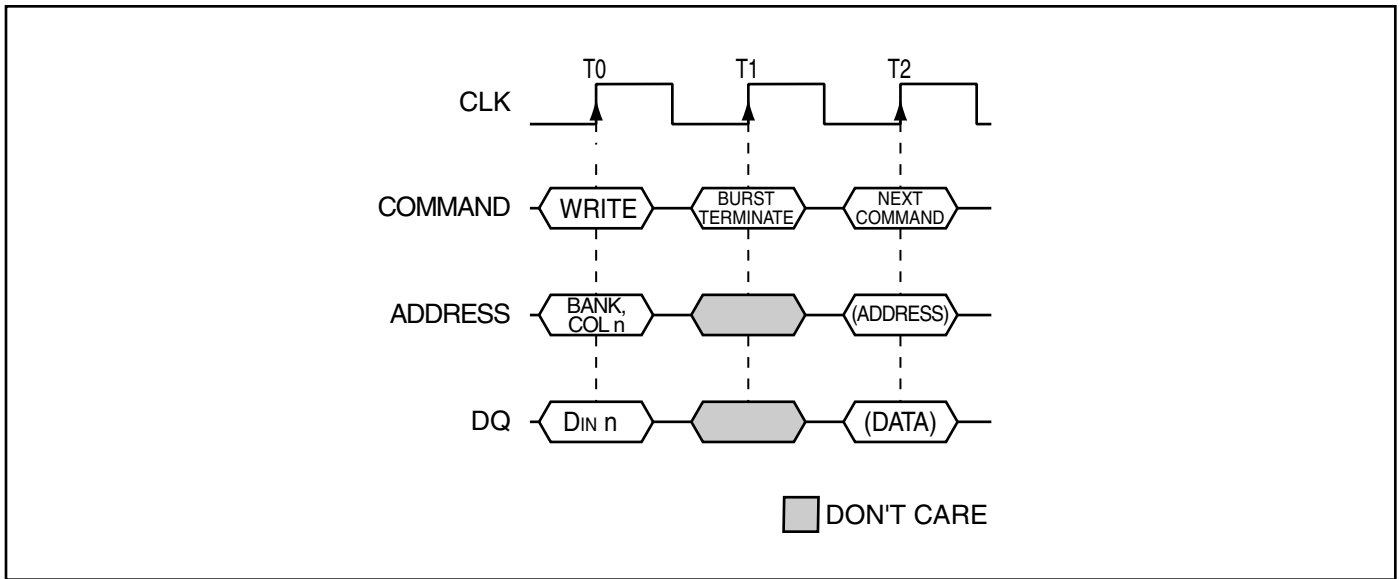 T0 T1 T2
CLK
COMMAND WRITE BURST TERMINATE NEXT COMMAND
ADDRESS BANK, COL n (ADDRESS)
DQ DIN n (DATA)
DON'T CARE